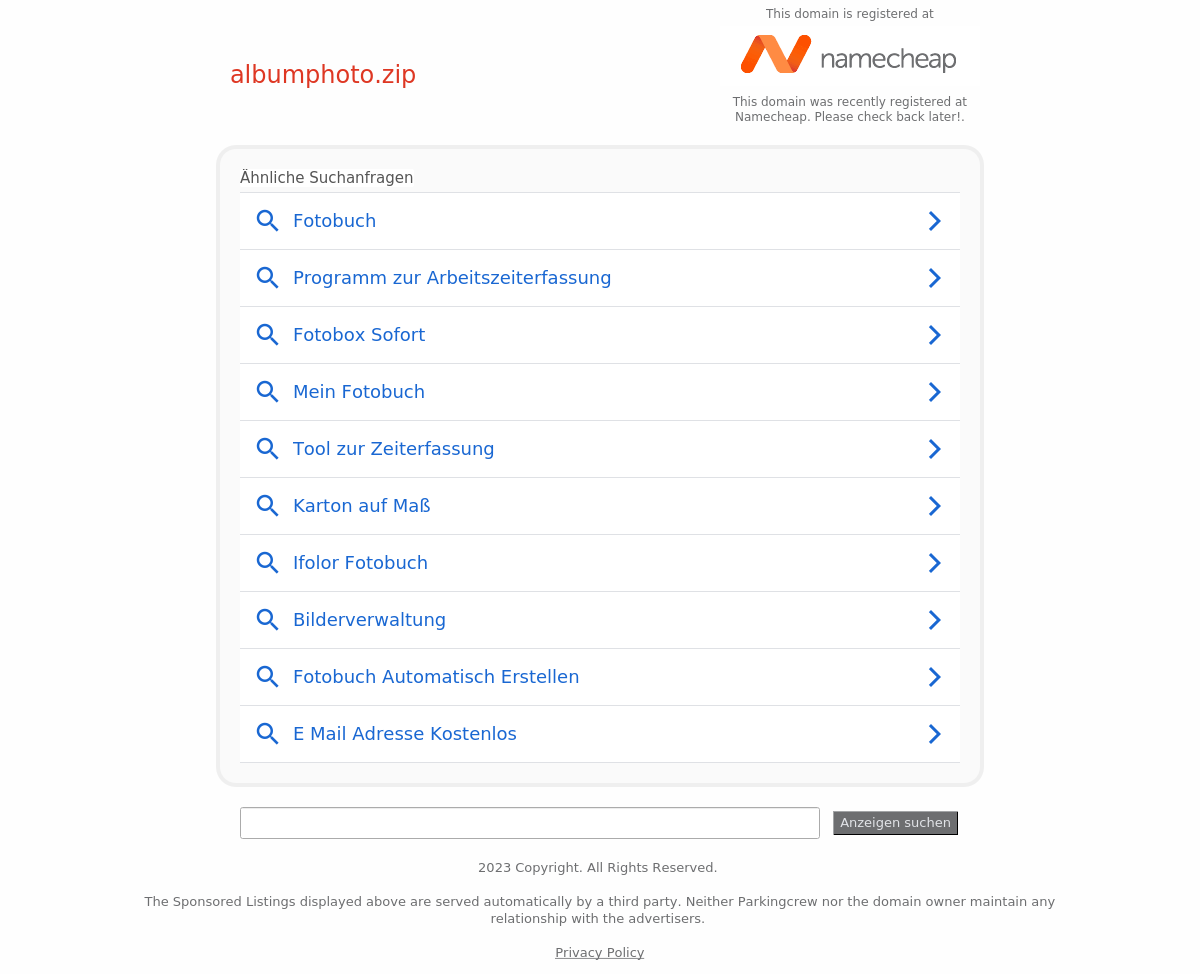 This domain is registered at
namecheap
albumphoto.zip
This domain was recently registered at
Namecheap. Please check back later!.
Ähnliche Suchanfragen
Fotobuch
Programm zur Arbeitszeiterfassung
Fotobox Sofort
Mein Fotobuch
Tool zur Zeiterfassung
Karton auf Maß
Ifolor Fotobuch
Bilderverwaltung
Fotobuch Automatisch Erstellen
E Mail Adresse Kostenlos
Anzeigen suchen
2023 Copyright. All Rights Reserved.
The Sponsored Listings displayed above are served automatically by a third party. Neither Parkingcrew nor the domain owner maintain any
relationship with the advertisers.
Privacy Policy